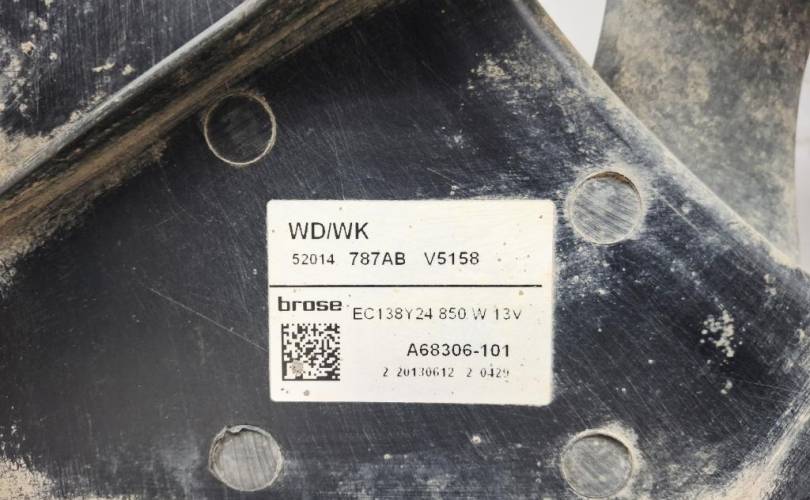 WD/WK
52014 787AB V5158
brose
EC138Y24 850 W 13V
A68306-101
2 20130612 2 0429